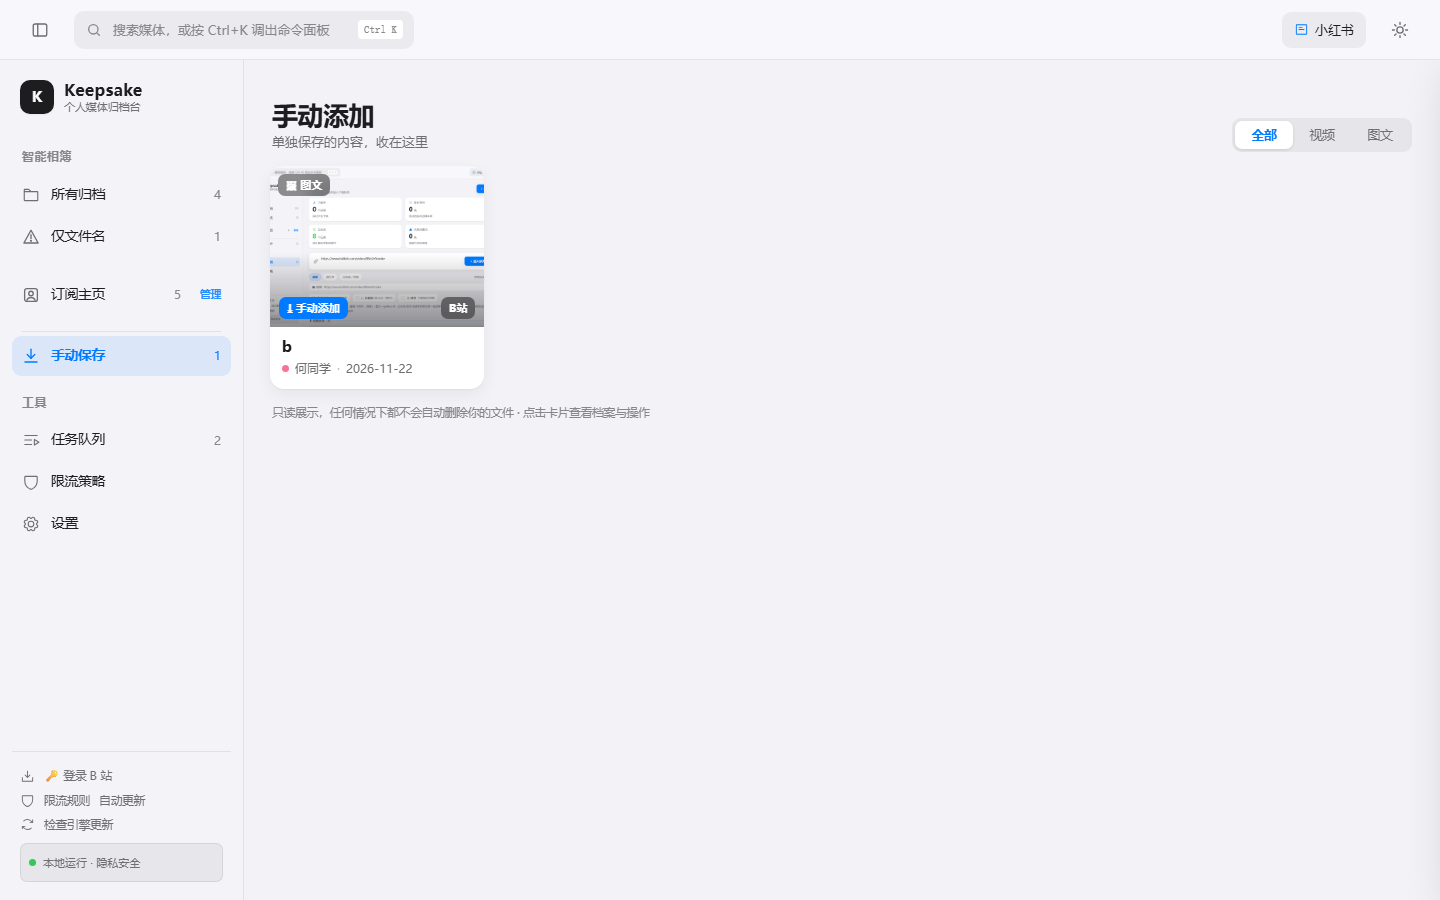 搜索媒体，或按 Ctrl+K 调出命令面板
Ctrl K
小红书
K
Keepsake
个人媒体归档台
智能相簿
所有归档 4
仅文件名 1
订阅主页 5 管理
手动保存 1
工具
任务队列 2
限流策略
设置
🔑 登录 B 站
限流规则 自动更新
检查引擎更新
本地运行 · 隐私安全
手动添加
单独保存的内容，收在这里
全部 视频 图文
图文
手动添加
B站
b
何同学 · 2026-11-22
只读展示，任何情况下都不会自动删除你的文件 · 点击卡片查看档案与操作